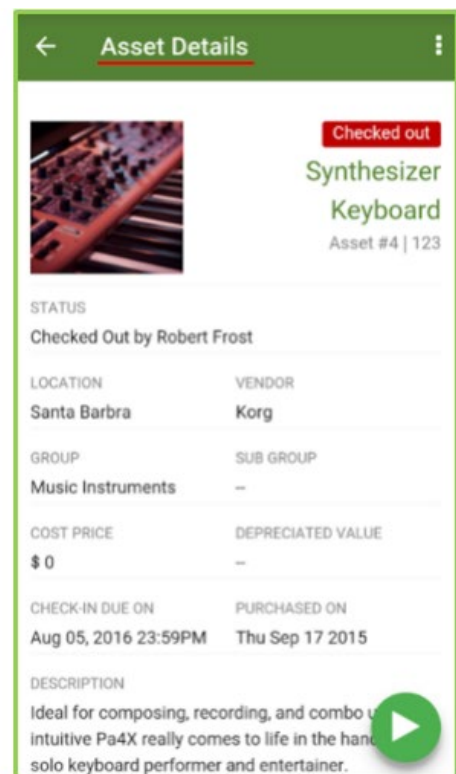 Asset Details
Checked out
Synthesizer
Keyboard
Asset #4 | 123
STATUS
Checked Out by Robert Frost
LOCATION VENDOR
Santa Barbra Korg
GROUP SUB GROUP
Music Instruments --
COST PRICE DEPRECIATED VALUE
$ 0 --
CHECK-IN DUE ON PURCHASED ON
Aug 05, 2016 23:59PM Thu Sep 17 2015
DESCRIPTION
Ideal for composing, recording, and combo
intuitive Pa4X really comes to life in the
solo keyboard performer and entertainer.